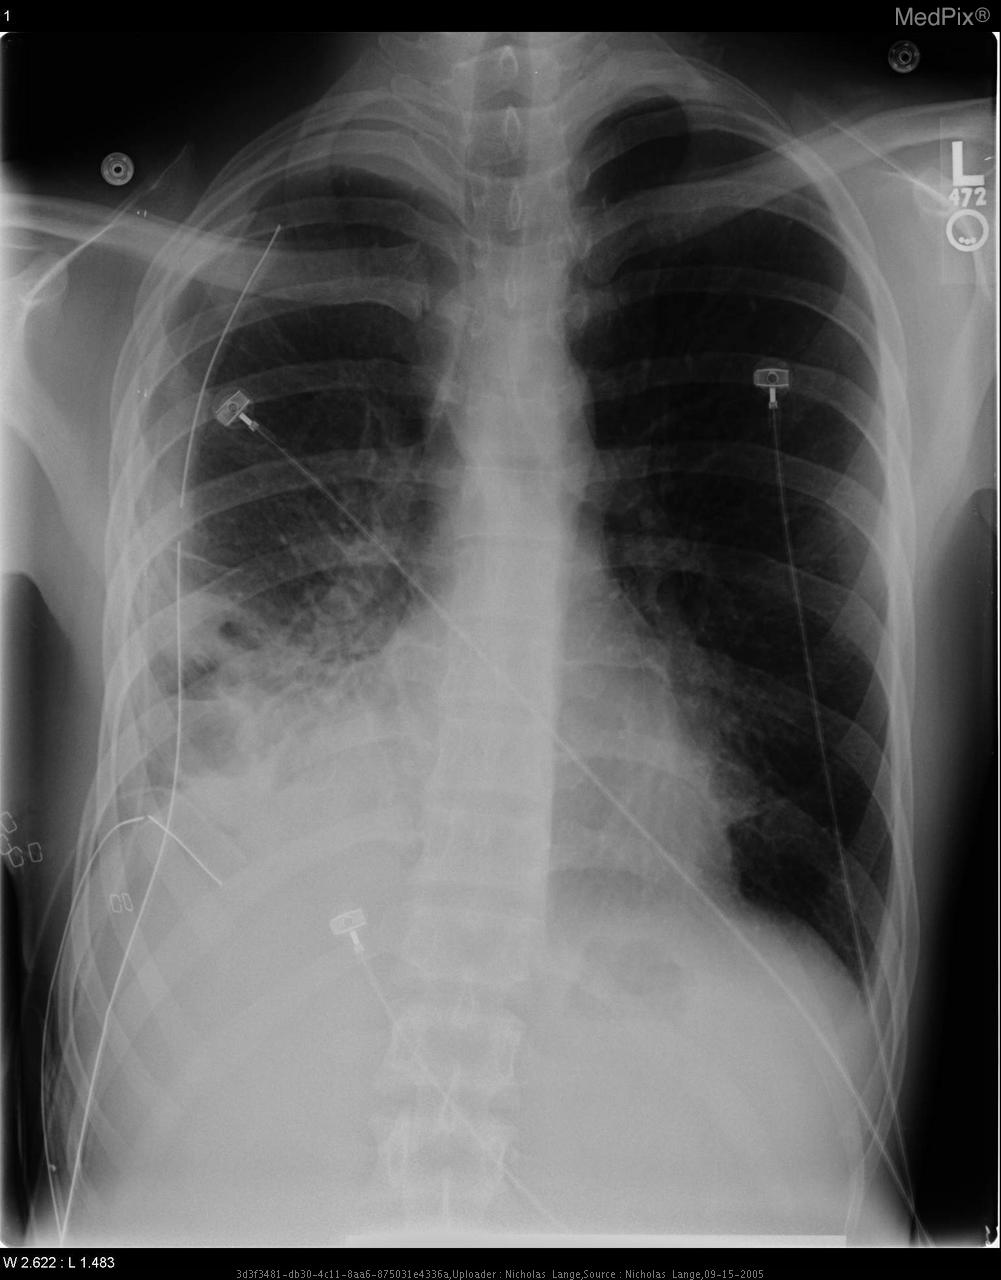 1
MedPix®
L
472
W 2.622 : L 1.483
3d3f3481-db30-4c11-8aa6-875031e4336a,Uploader : Nicholas Lange,Source : Nicholas Lange,09-15-2005